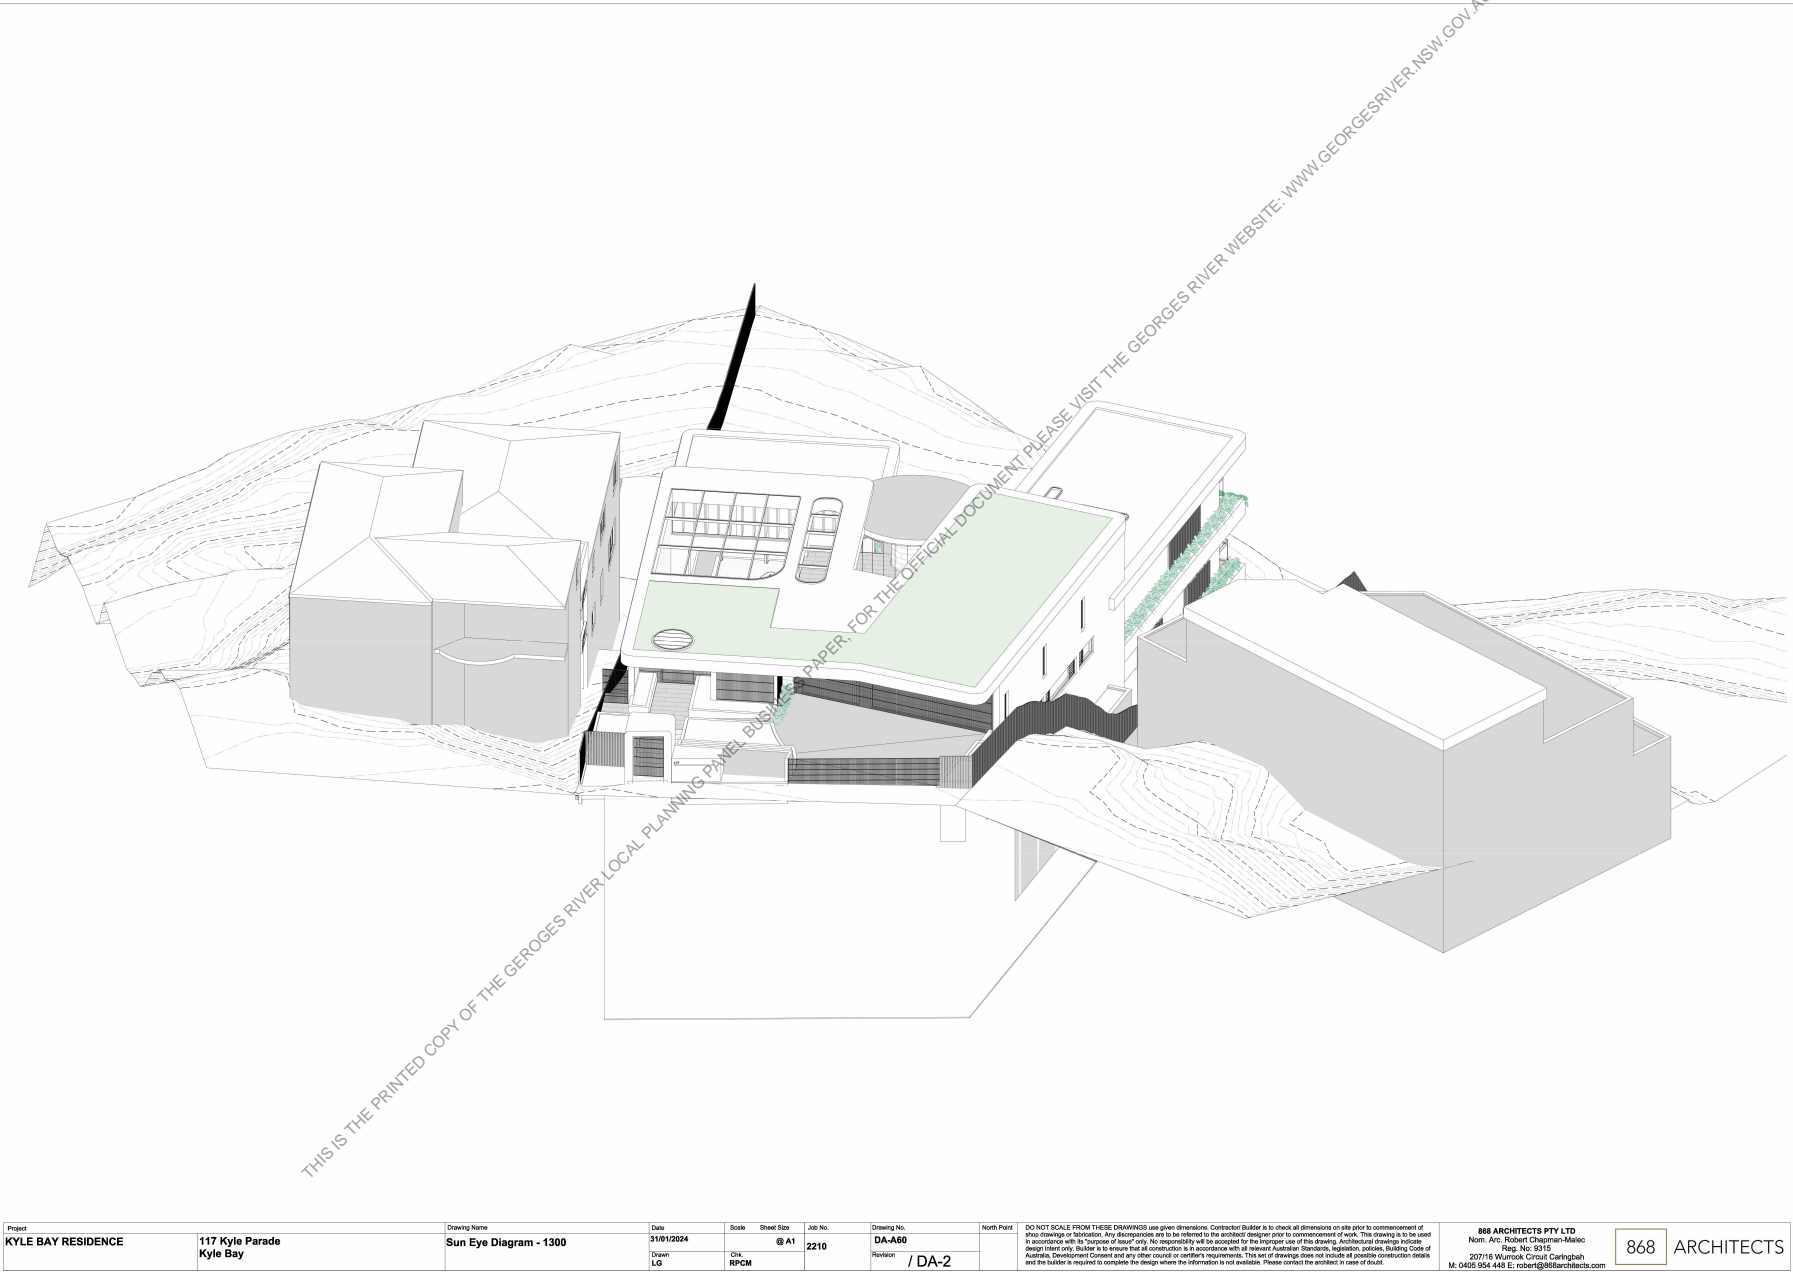 THIS IS THE PRINTED COPY OF THE GEROGES RIVER LOCAL PLANNING PANEL BUSINESS PAPER, FOR THE OFFICIAL DOCUMENT PLEASE VISIT THE GEORGES RIVER WEBSITE: WWW.GEORGESRIVER.NSW.GOV.AU
Project
KYLE BAY RESIDENCE
117 Kyle Parade
Kyle Bay
Drawing Name
Sun Eye Diagram - 1300
Date
31/01/2024
Drawn
LG
Scale
Sheet Size
@ A1
Chk.
RPCM
Job No.
2210
Drawing No.
DA-A60
Revision
/ DA-2
North Point
DO NOT SCALE FROM THESE DRAWINGS use given dimensions. Contractor/ Builder is to check all dimensions on site prior to commencement of
shop drawings or fabrication. Any discrepancies are to be referred to the architect/ designer prior to commencement of work. This drawing is to be used
in accordance with its "purpose of issue" only. No responsibility will be accepted for the improper use of this drawing. Architectural drawings indicate
design intent only. Builder is to ensure that all construction is in accordance with all relevant Australian Standards, legislation, policies, Building Code of
Australia, Development Consent and any other council or certifier's requirements. This set of drawings does not include all possible construction details
and the builder is required to complete the design where the information is not available. Please contact the architect in case of doubt.
868 ARCHITECTS PTY LTD
Nom. Arc. Robert Chapman-Malec
Reg. No: 9315
207/16 Wurrook Circuit Caringbah
M: 0405 954 448 E: robert@868architects.com
868 ARCHITECTS